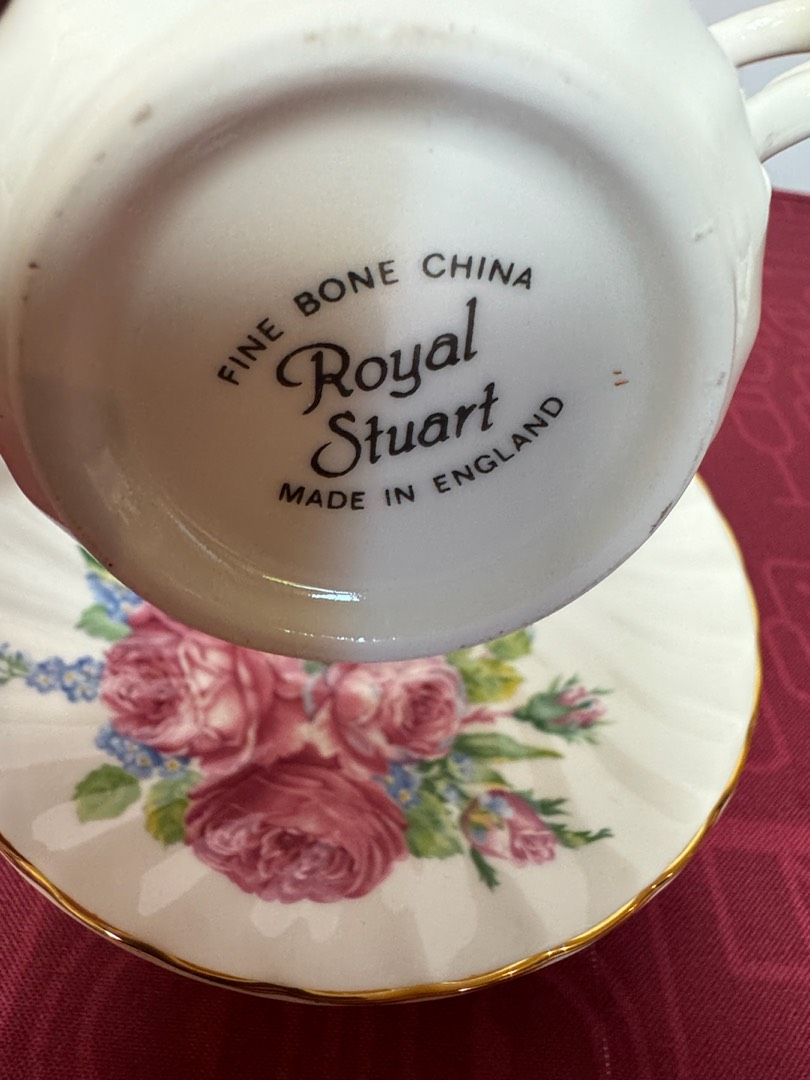 FINE BONE CHINA
Royal
Stuart
MADE IN ENGLAND